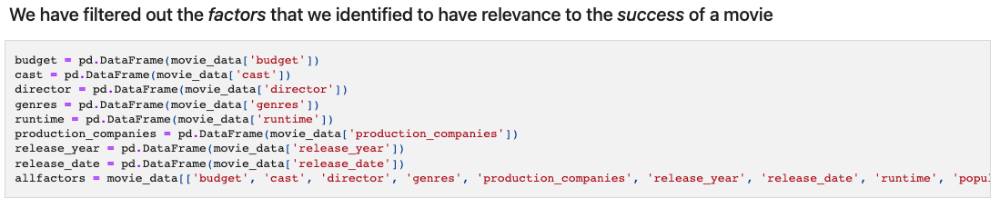 We have filtered out the factors that we identified to have relevance to the success of a movie
budget = pd.DataFrame(movie_data['budget'])
cast = pd.DataFrame(movie_data['cast'])
director = pd.DataFrame(movie_data['director'])
genres = pd.DataFrame(movie_data['genres'])
runtime = pd.DataFrame(movie_data['runtime'])
production_companies = pd.DataFrame(movie_data['production_companies'])
release_year = pd.DataFrame(movie_data['release_year'])
release_date = pd.DataFrame(movie_data['release_date'])
allfactors = movie_data[['budget', 'cast', 'director', 'genres', 'production_companies', 'release_year', 'release_date', 'runtime', 'popu